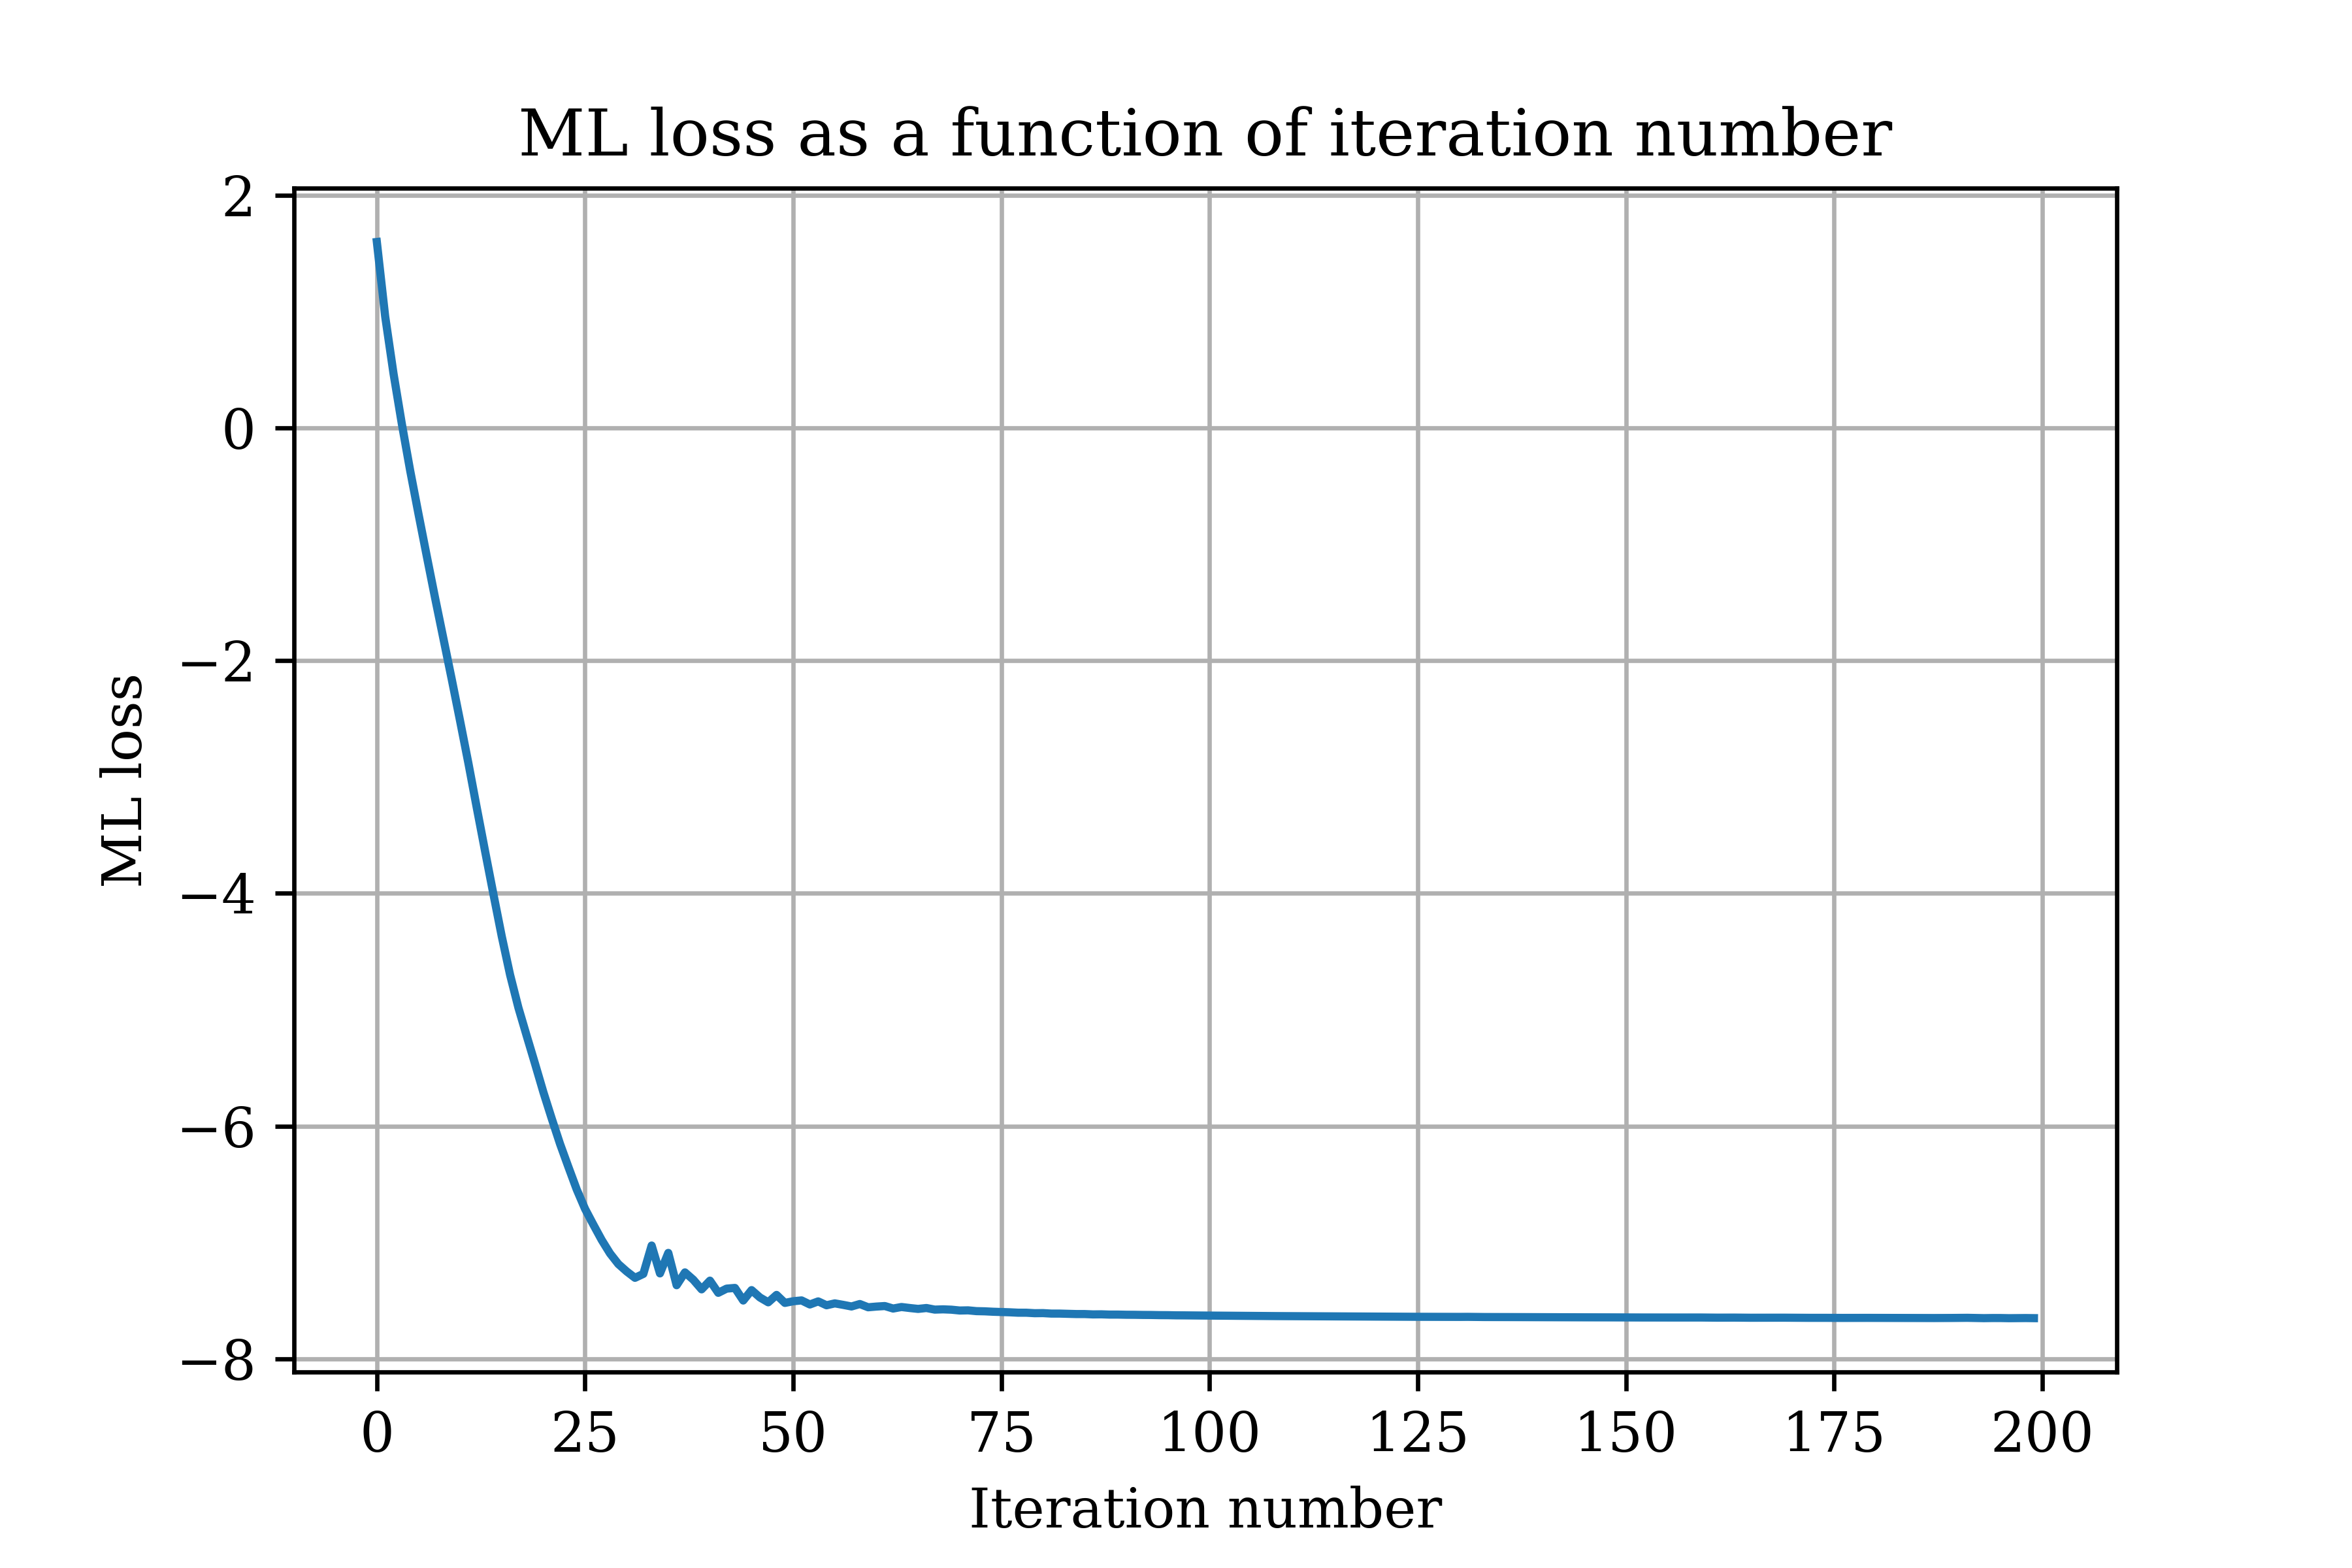 ML loss as a function of iteration number
2
0
−2
−4
−6
−8
ML loss
0 25 50 75 100 125 150 175 200
Iteration number